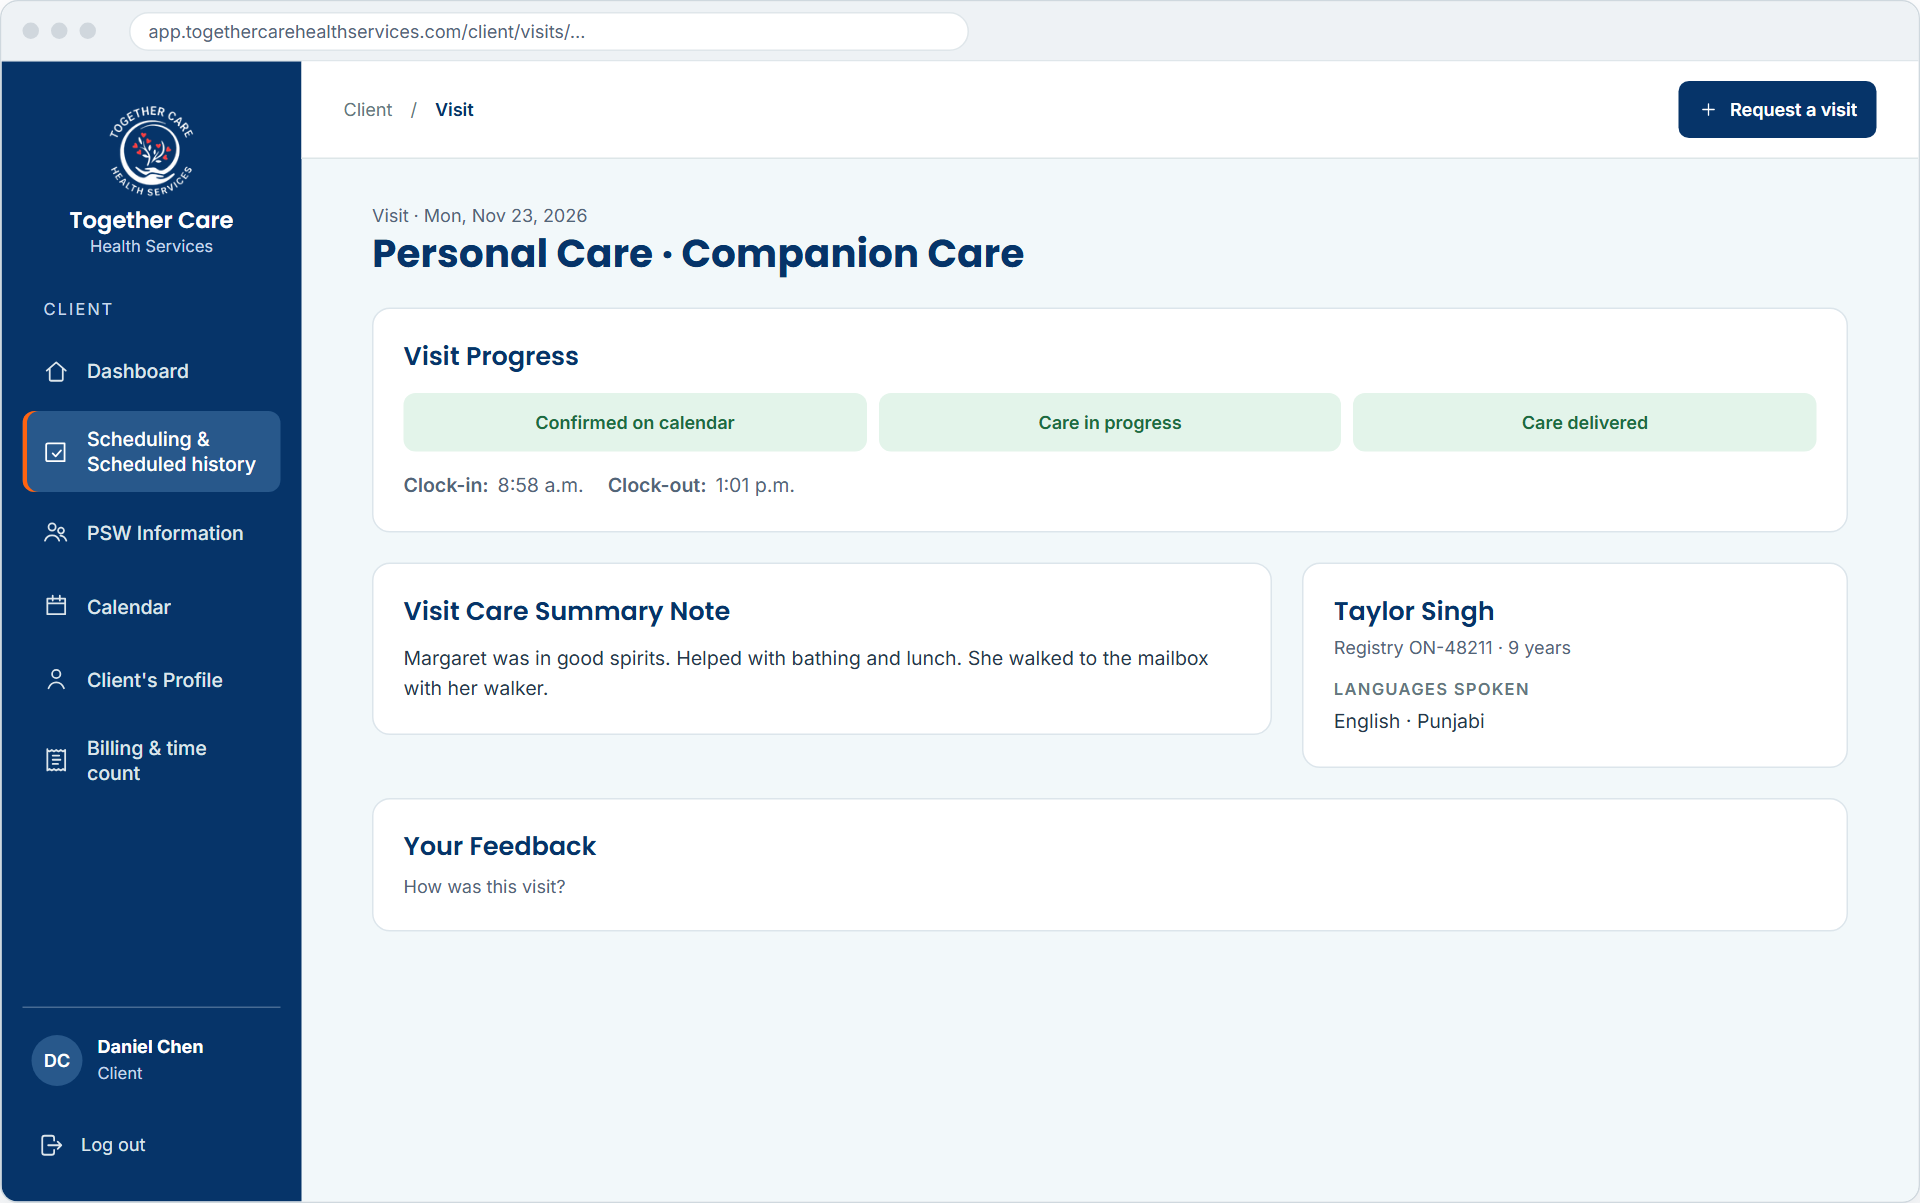 app.togethercarehealthservices.com/client/visits/...
TOGETHER CARE
HEALTH SERVICES
Together Care
Health Services
CLIENT
Dashboard
Scheduling &
Scheduled history
PSW Information
Calendar
Client's Profile
Billing & time
count
DC
Daniel Chen
Client
Log out
Client / Visit
+ Request a visit
Visit · Mon, Nov 23, 2026
Personal Care · Companion Care
Visit Progress
Confirmed on calendar
Care in progress
Care delivered
Clock-in: 8:58 a.m. Clock-out: 1:01 p.m.
Visit Care Summary Note
Margaret was in good spirits. Helped with bathing and lunch. She walked to the mailbox
with her walker.
Taylor Singh
Registry ON-48211 · 9 years
LANGUAGES SPOKEN
English · Punjabi
Your Feedback
How was this visit?